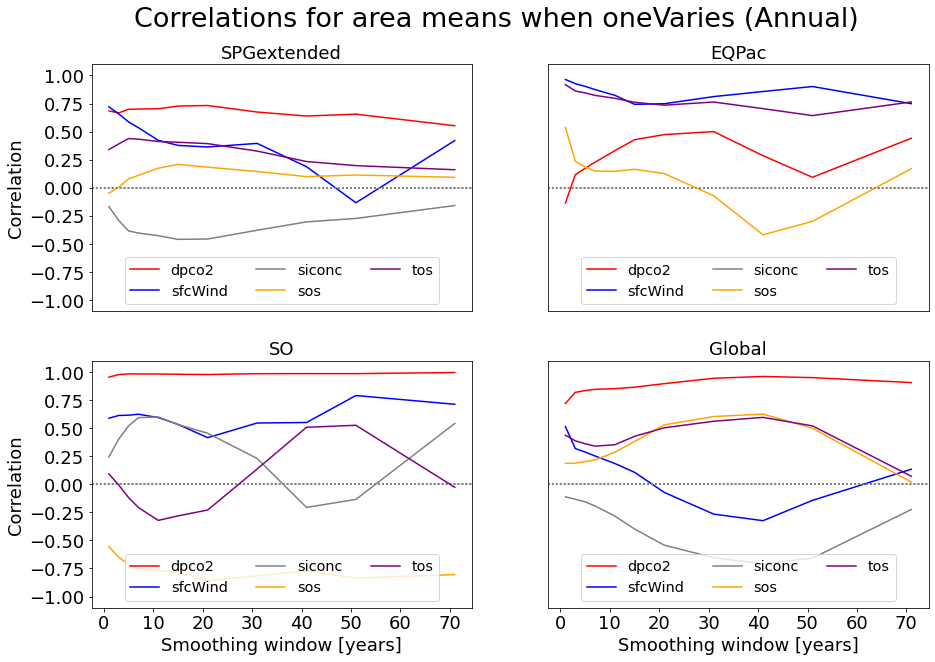 Correlations for area means when oneVaries (Annual)
SPGextended
EQPac
1.00
0.75
0.50
0.25
0.00
−0.25
−0.50
−0.75
−1.00
Correlation
dpco2 siconc tos
sfcWind sos
dpco2 siconc tos
sfcWind sos
SO
Global
1.00
0.75
0.50
0.25
0.00
−0.25
−0.50
−0.75
−1.00
Correlation
dpco2 siconc tos
sfcWind sos
dpco2 siconc tos
sfcWind sos
0 10 20 30 40 50 60 70
0 10 20 30 40 50 60 70
Smoothing window [years]
Smoothing window [years]